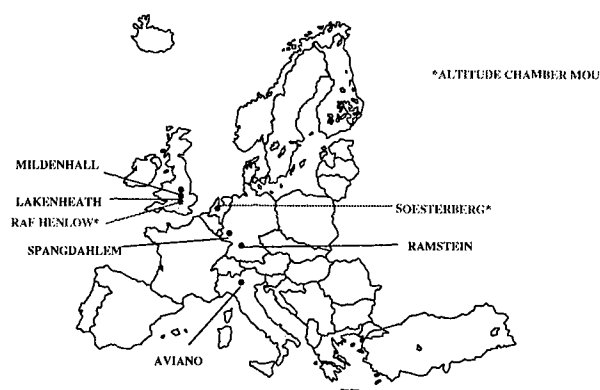 *ALTITUDE CHAMBER MOU
MILDENHALL
LAKENHEATH
RAF HENLOW*
SOESTERBERG*
SPANGDAHLEM
RAMSTEIN
AVIANO